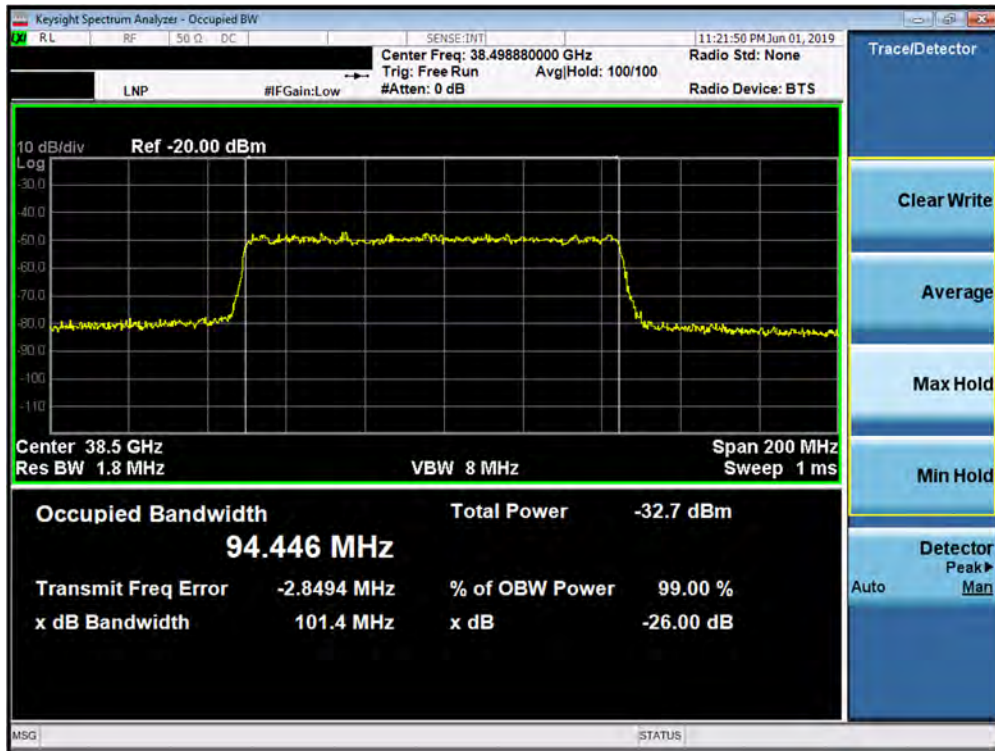 Keysight Spectrum Analyzer - Occupied BW
LXI RL RF 50 Ω DC SENSE:INT 11:21:50 PM Jun 01, 2019
Center Freq: 38.498880000 GHz Radio Std: None
Trig: Free Run Avg|Hold: 100/100
LNP #IFGain:Low #Atten: 0 dB Radio Device: BTS
10 dB/div Ref -20.00 dBm
Log
-30.0
-40.0
-50.0
-60.0
-70.0
-80.0
-90.0
-100
-110
Center 38.5 GHz Span 200 MHz
Res BW 1.8 MHz VBW 8 MHz Sweep 1 ms
Occupied Bandwidth Total Power -32.7 dBm
94.446 MHz
Transmit Freq Error -2.8494 MHz % of OBW Power 99.00 %
x dB Bandwidth 101.4 MHz x dB -26.00 dB
MSG STATUS
Trace/Detector
Clear Write
Average
Max Hold
Min Hold
Detector
Peak▶
Auto Man